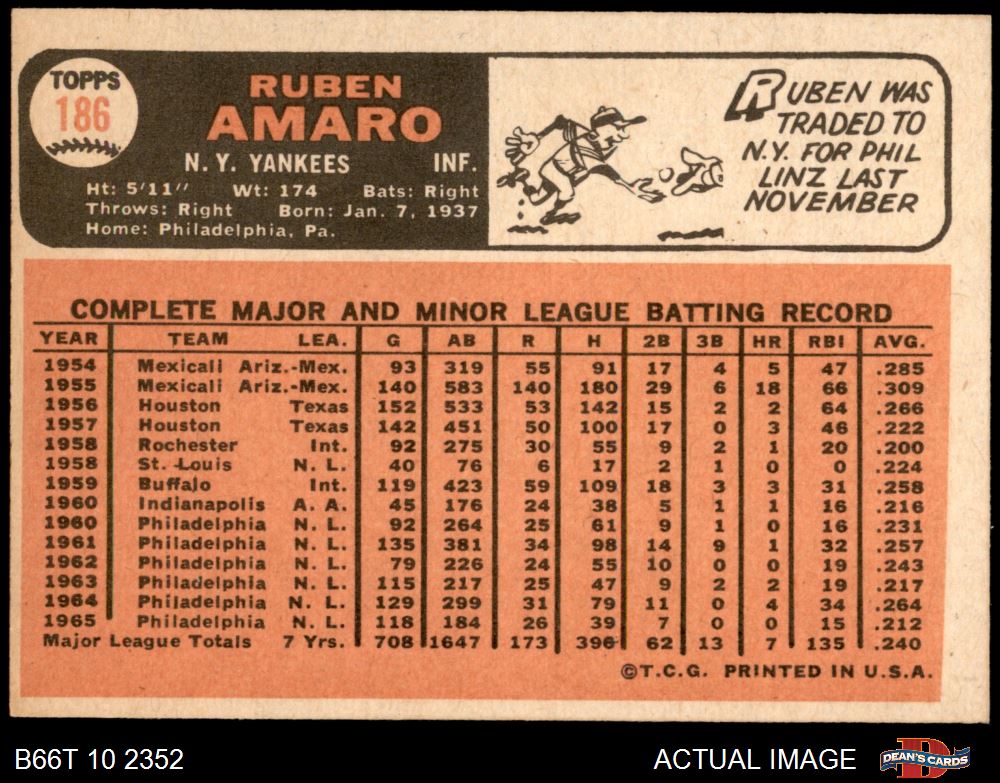 TOPPS
186
RUBEN
AMARO
N. Y. YANKEES INF.
Ht: 5'11" Wt: 174 Bats: Right
Throws: Right Born: Jan. 7, 1937
Home: Philadelphia, Pa.
RUBEN WAS
TRADED TO
N.Y. FOR PHIL
LINZ LAST
NOVEMBER
COMPLETE MAJOR AND MINOR LEAGUE BATTING RECORD
YEAR TEAM LEA. G AB R H 2B 3B HR RBI AVG.
1954 Mexicali Ariz.-Mex. 93 319 55 91 17 4 5 47 .285
1955 Mexicali Ariz.-Mex. 140 583 140 180 29 6 18 66 .309
1956 Houston Texas 152 533 53 142 15 2 2 64 .266
1957 Houston Texas 142 451 50 100 17 0 3 46 .222
1958 Rochester Int. 92 275 30 55 9 2 1 20 .200
1958 St. Louis N. L. 40 76 6 17 2 1 0 0 .224
1959 Buffalo Int. 119 423 59 109 18 3 3 31 .258
1960 Indianapolis A. A. 45 176 24 38 5 1 1 16 .216
1960 Philadelphia N. L. 92 264 25 61 9 1 0 16 .231
1961 Philadelphia N. L. 135 381 34 98 14 9 1 32 .257
1962 Philadelphia N. L. 79 226 24 55 10 0 0 19 .243
1963 Philadelphia N. L. 115 217 25 47 9 2 2 19 .217
1964 Philadelphia N. L. 129 299 31 79 11 0 4 34 .264
1965 Philadelphia N. L. 118 184 26 39 7 0 0 15 .212
Major League Totals 7 Yrs. 708 1647 173 396 62 13 7 135 .240
©T.C.G. PRINTED IN U.S.A.
B66T 10 2352 ACTUAL IMAGE
DEAN'S CARDS